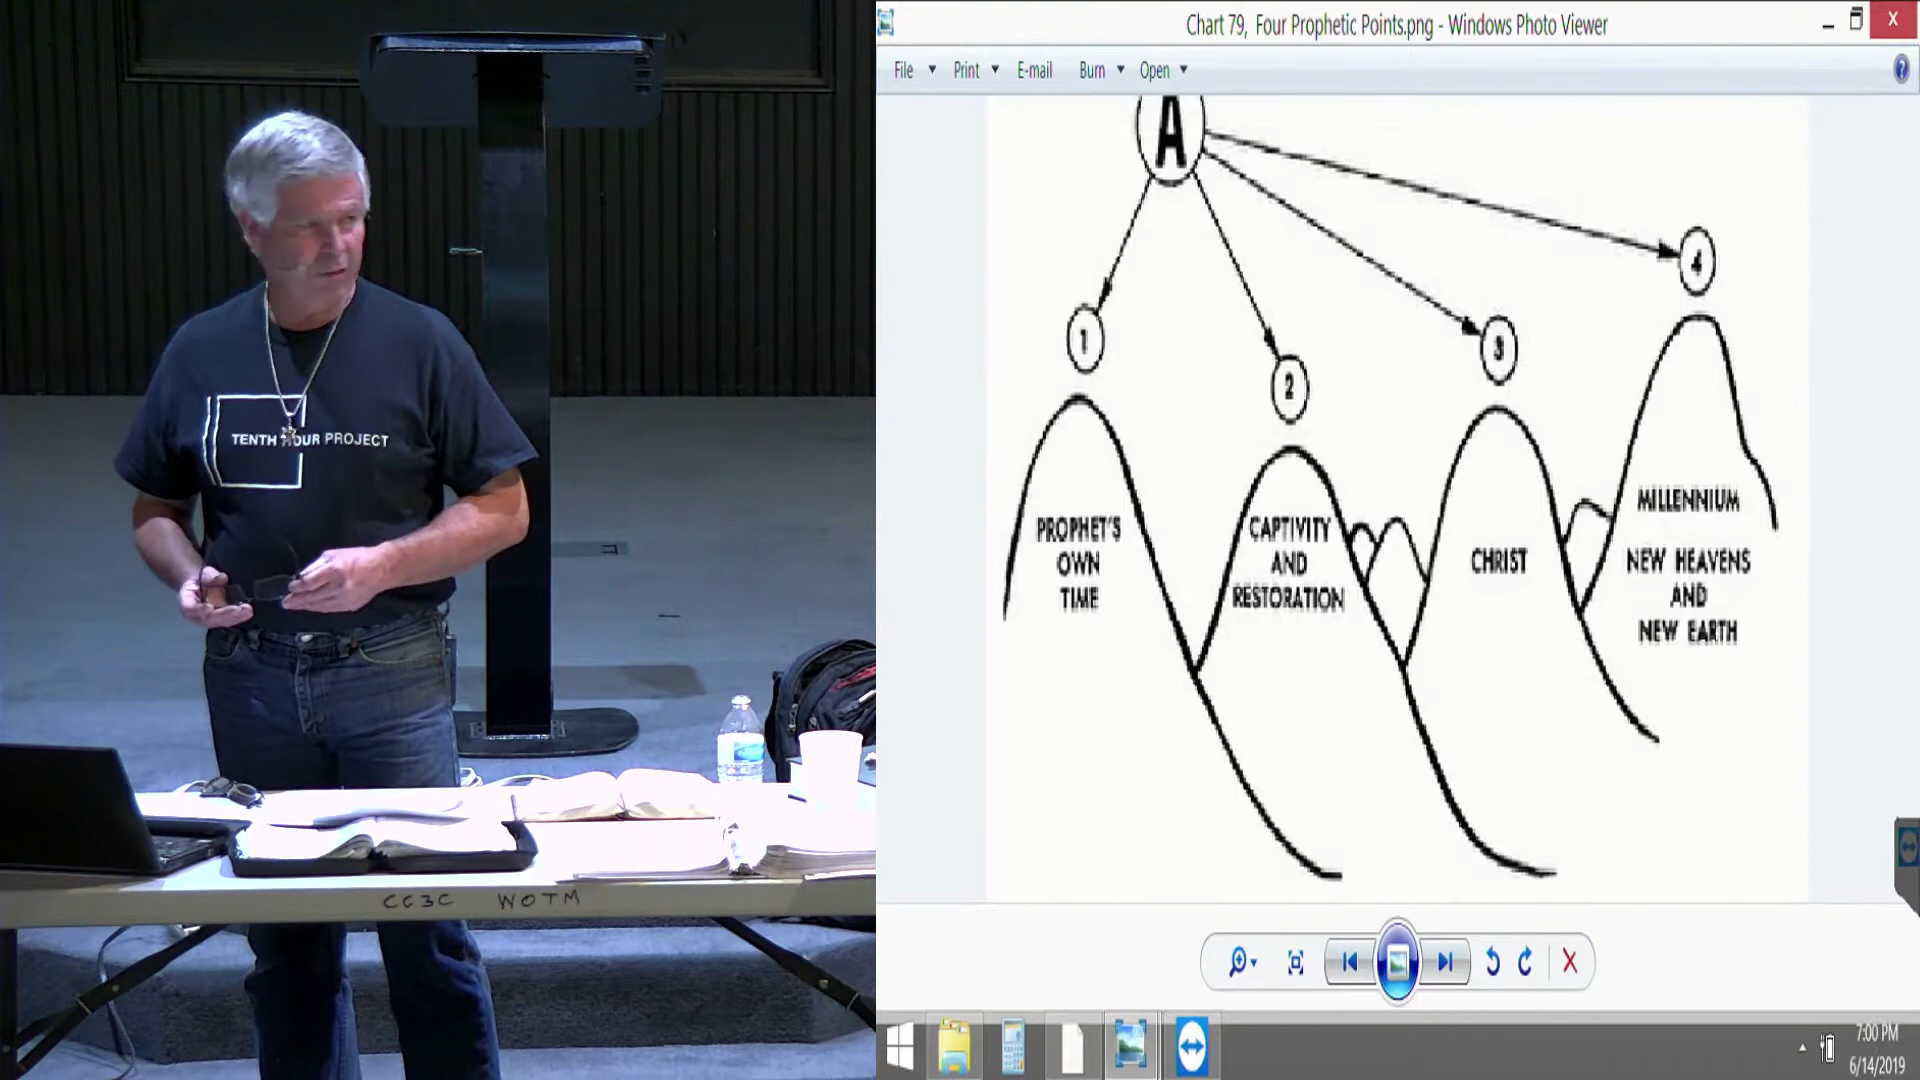 TENTH HOUR PROJECT
CC3C WOTM
Chart 79, Four Prophetic Points.png - Windows Photo Viewer
File Print E-mail Burn Open
A
1
2
3
4
PROPHET'S
OWN
TIME
CAPTIVITY
AND
RESTORATION
CHRIST
MILLENNIUM
NEW HEAVENS
AND
NEW EARTH
7:00 PM
6/14/2019